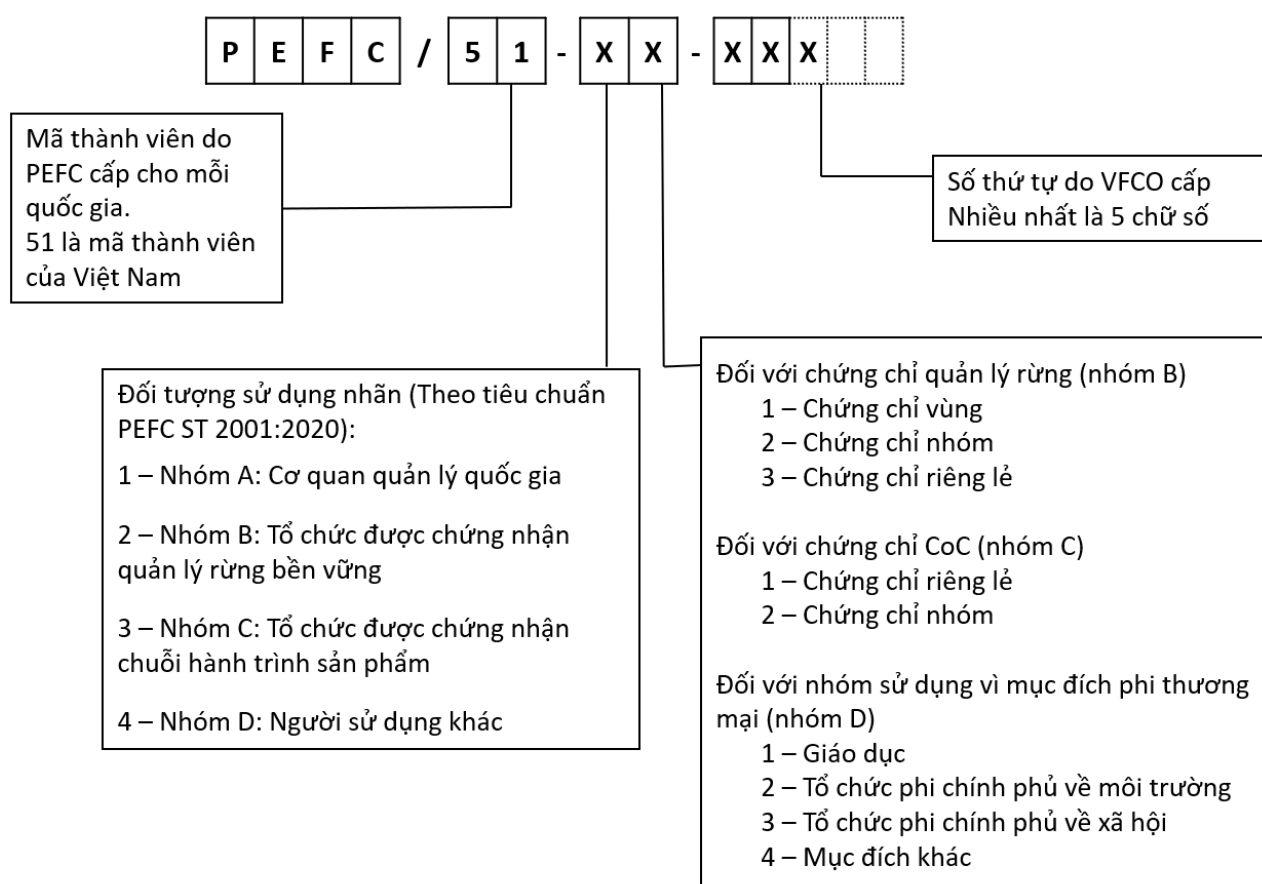 PEFC / 51 - XX - XXX
Mã thành viên do
PEFC cấp cho mỗi
quốc gia.
51 là mã thành viên
của Việt Nam
Số thứ tự do VFCO cấp
Nhiều nhất là 5 chữ số
Đối tượng sử dụng nhãn (Theo tiêu chuẩn
PEFC ST 2001:2020):
1 – Nhóm A: Cơ quan quản lý quốc gia
2 – Nhóm B: Tổ chức được chứng nhận
quản lý rừng bền vững
3 – Nhóm C: Tổ chức được chứng nhận
chuỗi hành trình sản phẩm
4 – Nhóm D: Người sử dụng khác
Đối với chứng chỉ quản lý rừng (nhóm B)
1 – Chứng chỉ vùng
2 – Chứng chỉ nhóm
3 – Chứng chỉ riêng lẻ
Đối với chứng chỉ CoC (nhóm C)
1 – Chứng chỉ riêng lẻ
2 – Chứng chỉ nhóm
Đối với nhóm sử dụng vì mục đích phi thương
mại (nhóm D)
1 – Giáo dục
2 – Tổ chức phi chính phủ về môi trường
3 – Tổ chức phi chính phủ về xã hội
4 – Mục đích khác